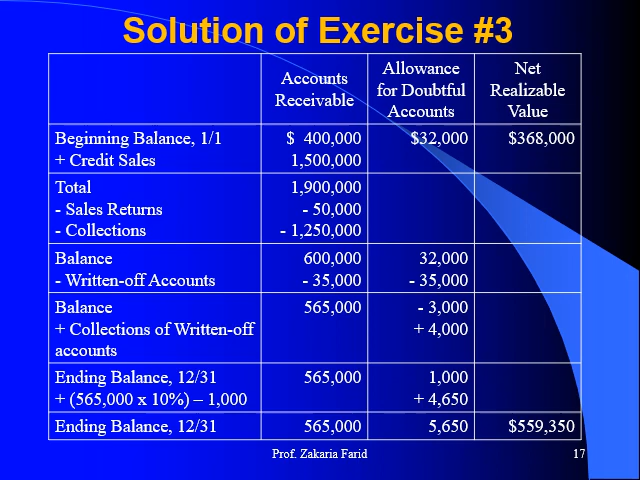 Solution of Exercise #3
Accounts Receivable
Allowance for Doubtful Accounts
Net Realizable Value
Beginning Balance, 1/1 $ 400,000 $32,000 $368,000
+ Credit Sales 1,500,000
Total 1,900,000
- Sales Returns - 50,000
- Collections - 1,250,000
Balance 600,000 32,000
- Written-off Accounts - 35,000 - 35,000
Balance 565,000 - 3,000
+ Collections of Written-off + 4,000
accounts
Ending Balance, 12/31 565,000 1,000
+ (565,000 x 10%) – 1,000 + 4,650
Ending Balance, 12/31 565,000 5,650 $559,350
Prof. Zakaria Farid 17